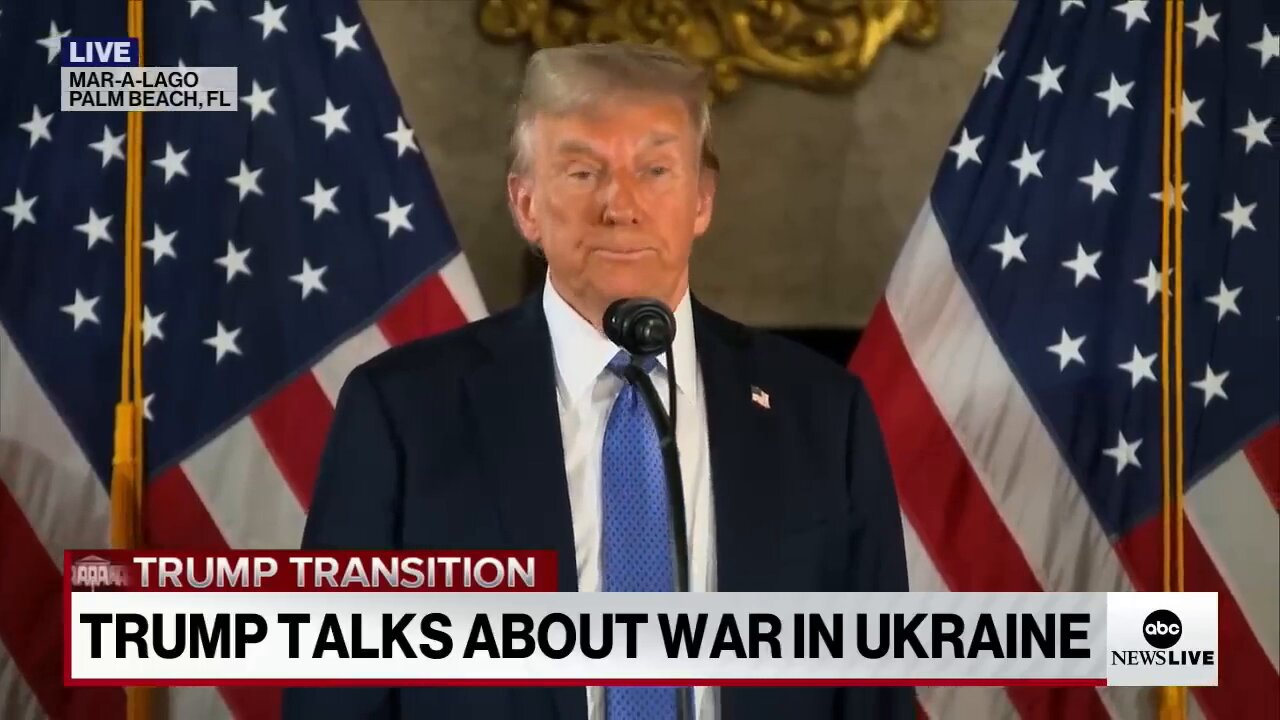 LIVE
MAR-A-LAGO
PALM BEACH, FL
TRUMP TRANSITION
TRUMP TALKS ABOUT WAR IN UKRAINE
abc
NEWS LIVE